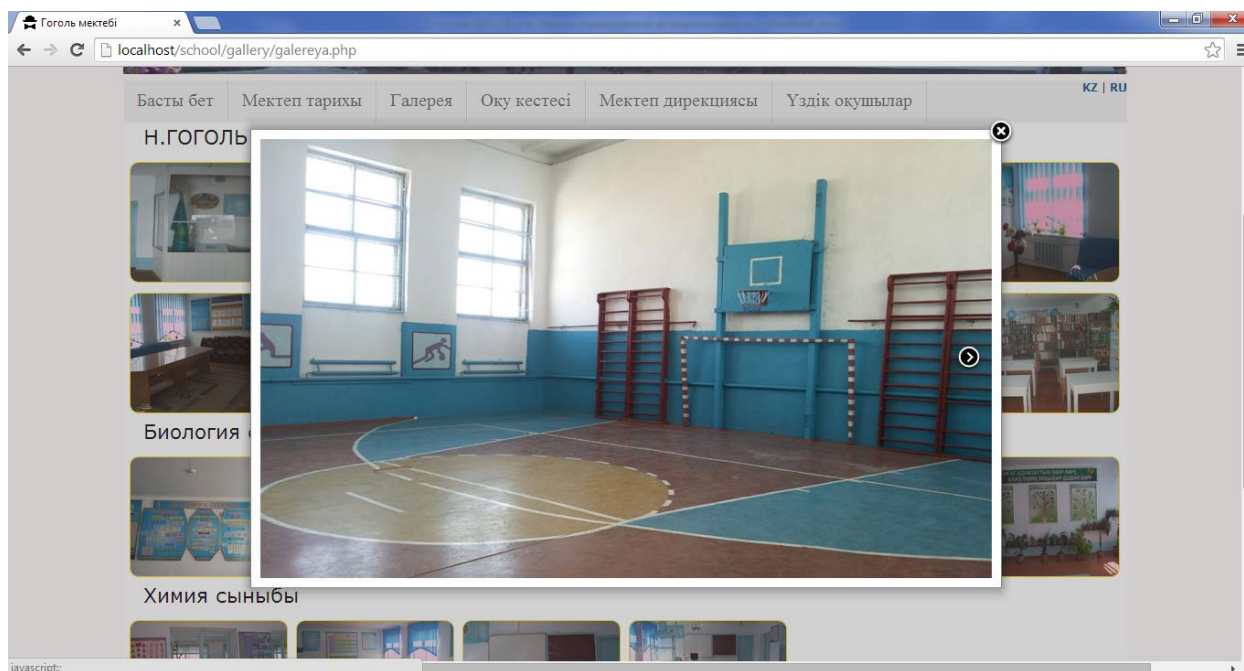 Гоголь мектебі
localhost/school/gallery/galereya.php
KZ | RU
Басты бет Мектеп тарихы Галерея Оқу кестесі Мектеп дирекциясы Үздік оқушылар
Н.ГОГОЛЬ
Биология
Химия сыныбы
javascript:;